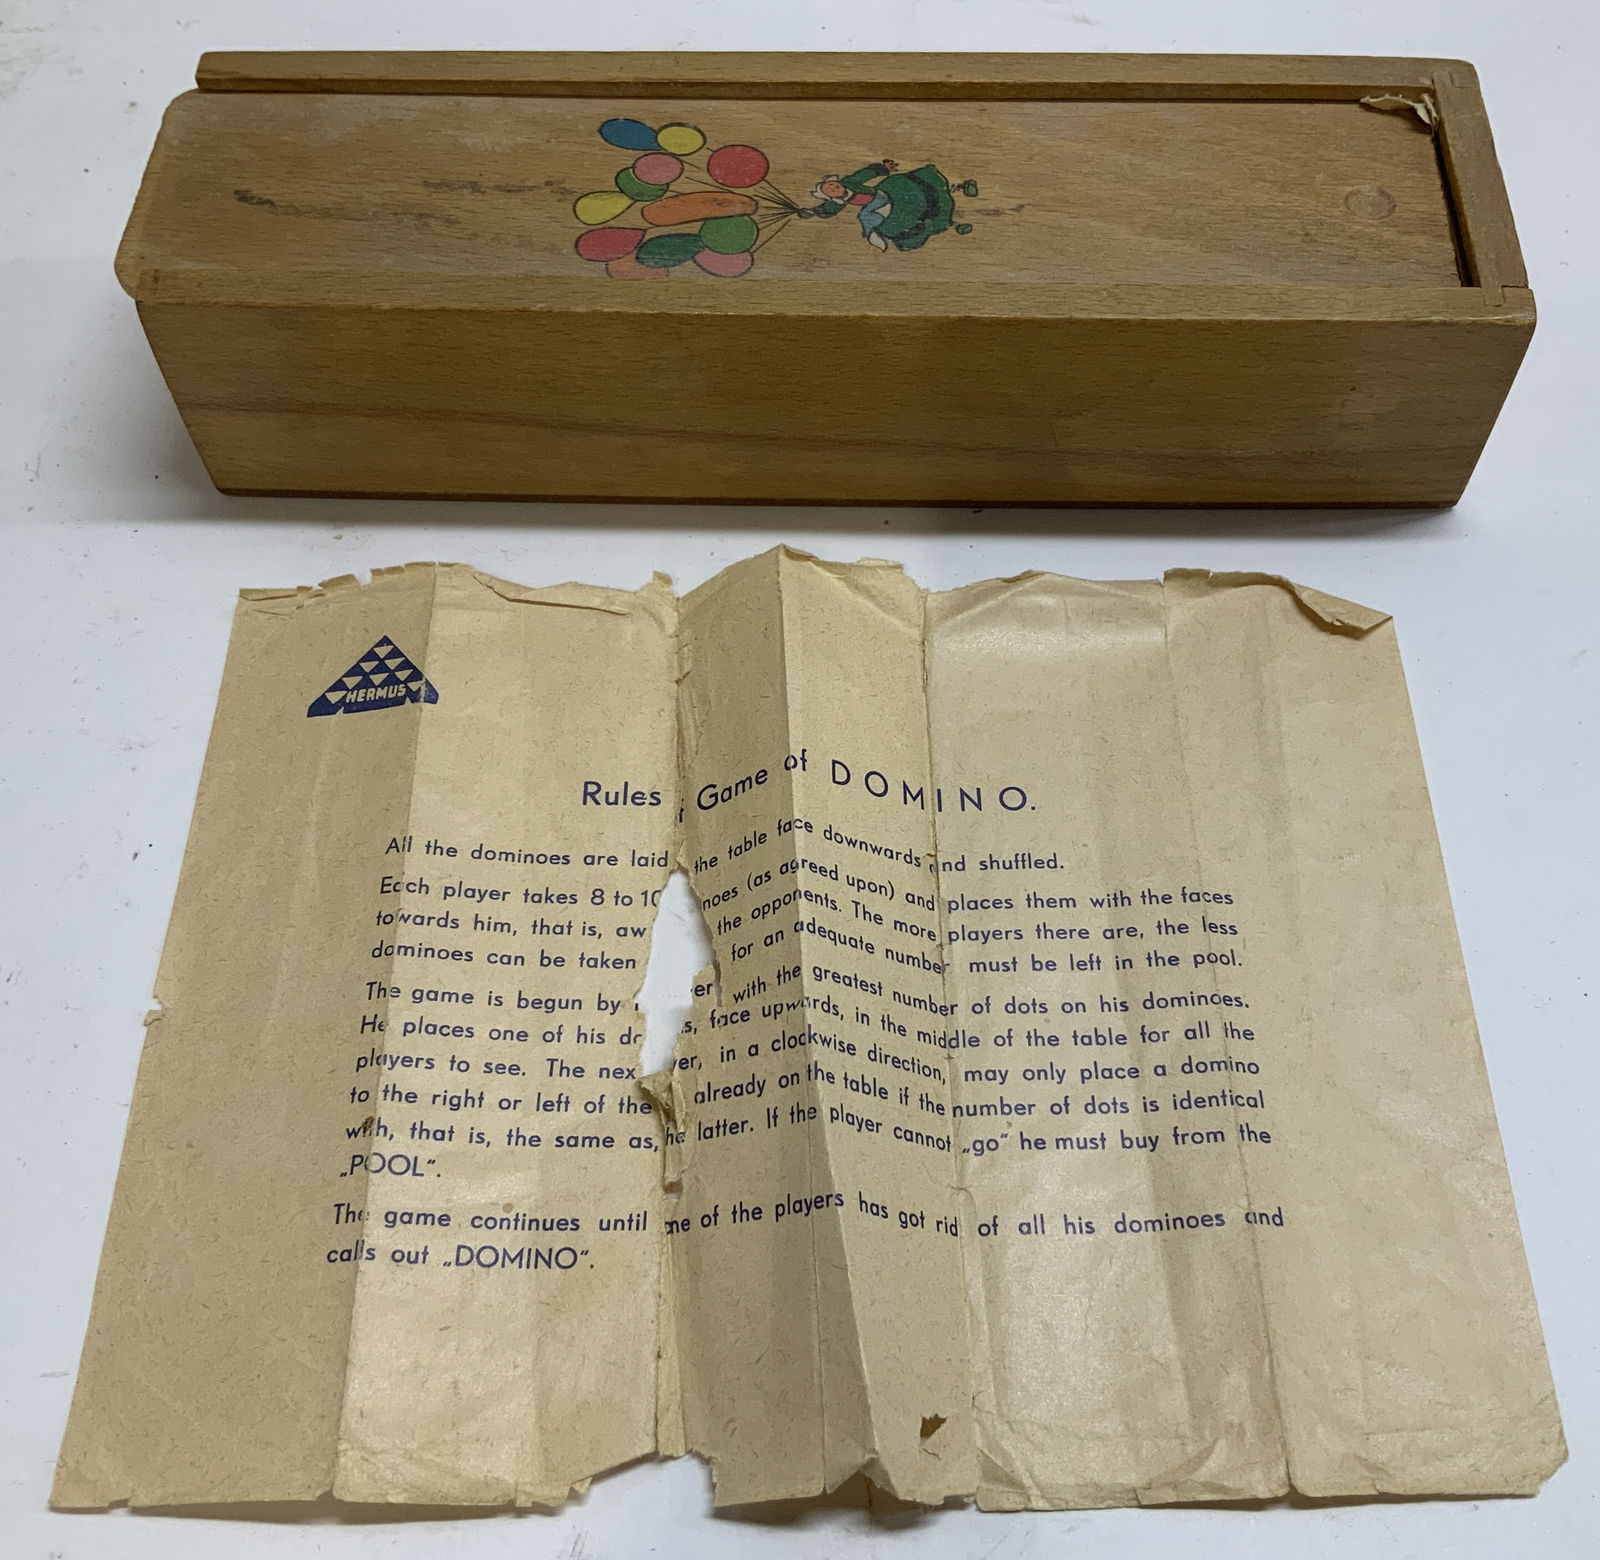 HERMUS
Rules Game of DOMINO.
All the dominoes are laid the table face downwards and shuffled.
Each player takes 8 to 10 noes (as agreed upon) and places them with the faces
towards him, that is, aw the opponents. The more players there are, the less
dominoes can be taken for an adequate number must be left in the pool.
The game is begun by er with the greatest number of dots on his dominoes.
He places one of his do s, face upwards, in the middle of the table for all the
players to see. The nex yer, in a clockwise direction, may only place a domino
to the right or left of the already on the table if the number of dots is identical
with, that is, the same as, the latter. If the player cannot „go“ he must buy from the
„POOL“.
The game continues until one of the players has got rid of all his dominoes and
calls out „DOMINO“.